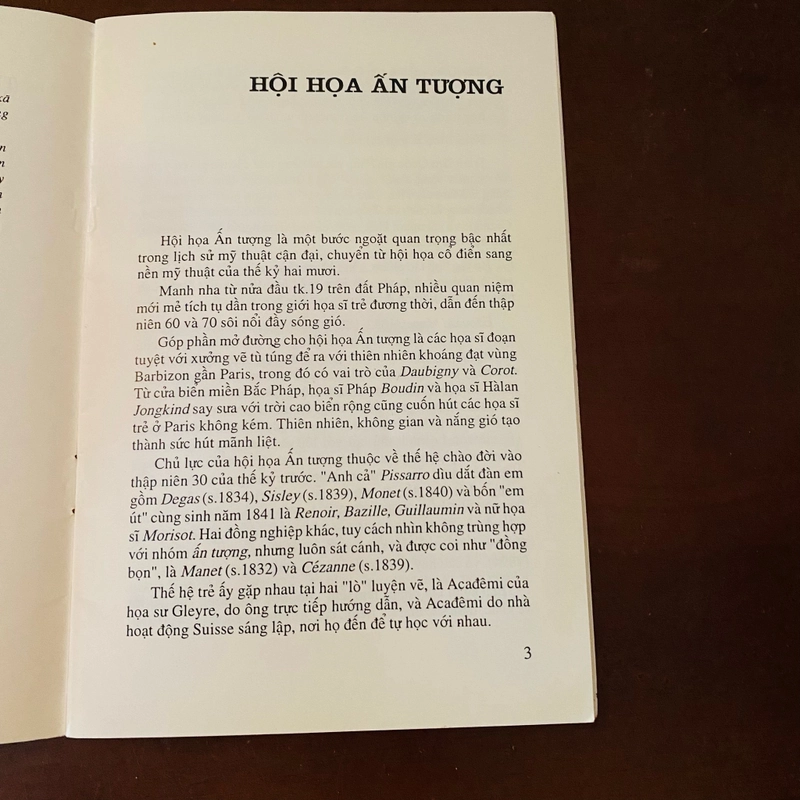 HỘI HỌA ẤN TƯỢNG
Hội họa Ấn tượng là một bước ngoặt quan trọng bậc nhất
trong lịch sử mỹ thuật cận đại, chuyển từ hội họa cổ điển sang
nền mỹ thuật của thế kỷ hai mươi.
Manh nha từ nửa đầu tk.19 trên đất Pháp, nhiều quan niệm
mới mẻ tích tụ dần trong giới họa sĩ trẻ đương thời, dẫn đến thập
niên 60 và 70 sôi nổi đầy sóng gió.
Góp phần mở đường cho hội họa Ấn tượng là các họa sĩ đoạn
tuyệt với xưởng vẽ tù túng để ra với thiên nhiên khoáng đạt vùng
Barbizon gần Paris, trong đó có vai trò của Daubigny và Corot.
Từ cửa biển miền Bắc Pháp, họa sĩ Pháp Boudin và họa sĩ Hàlan
Jongkind say sưa với trời cao biển rộng cũng cuốn hút các họa sĩ
trẻ ở Paris không kém. Thiên nhiên, không gian và nắng gió tạo
thành sức hút mãnh liệt.
Chủ lực của hội họa Ấn tượng thuộc về thế hệ chào đời vào
thập niên 30 của thế kỷ trước. "Anh cả" Pissarro dìu dắt đàn em
gồm Degas (s.1834), Sisley (s.1839), Monet (s.1840) và bốn "em
út" cùng sinh năm 1841 là Renoir, Bazille, Guillaumin và nữ họa
sĩ Morisot. Hai đồng nghiệp khác, tuy cách nhìn không trùng hợp
với nhóm ấn tượng, nhưng luôn sát cánh, và được coi như "đồng
bọn", là Manet (s.1832) và Cézanne (s.1839).
Thế hệ trẻ ấy gặp nhau tại hai "lò" luyện vẽ, là Acađêmi của
họa sư Gleyre, do ông trực tiếp hướng dẫn, và Acađêmi do nhà
hoạt động Suisse sáng lập, nơi họ đến để tự học với nhau.
3